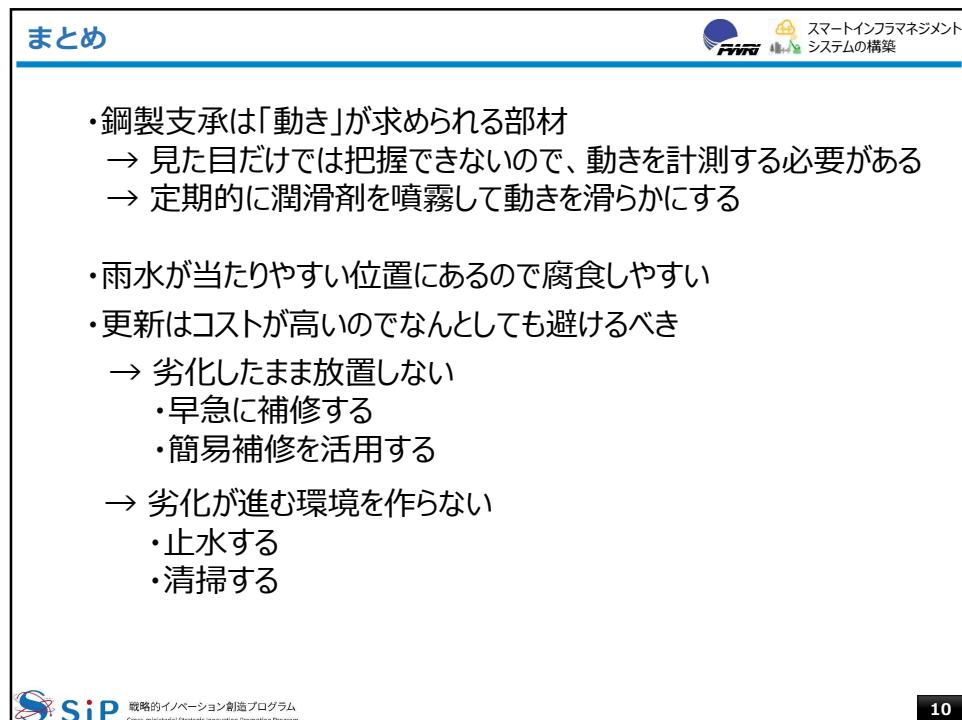 まとめ
PWRI
スマートインフラマネジメント
システムの構築
・鋼製支承は「動き」が求められる部材
→ 見た目だけでは把握できないので、動きを計測する必要がある
→ 定期的に潤滑剤を噴霧して動きを滑らかにする
・雨水が当たりやすい位置にあるので腐食しやすい
・更新はコストが高いのでなんとしても避けるべき
→ 劣化したまま放置しない
・早急に補修する
・簡易補修を活用する
→ 劣化が進む環境を作らない
・止水する
・清掃する
SiP 戦略的イノベーション創造プログラム
Cross-ministerial Strategic Innovation Promotion Program
10